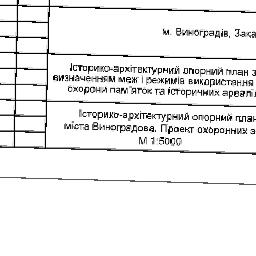 м. Виноградів, Зака
Історико-архітектурний опорний план з
визначенням меж і режимів використання
охорони пам'яток та історичних ареалі
Історико-архітектурний опорний план
міста Виноградова. Проект охоронних з
М 1:5000